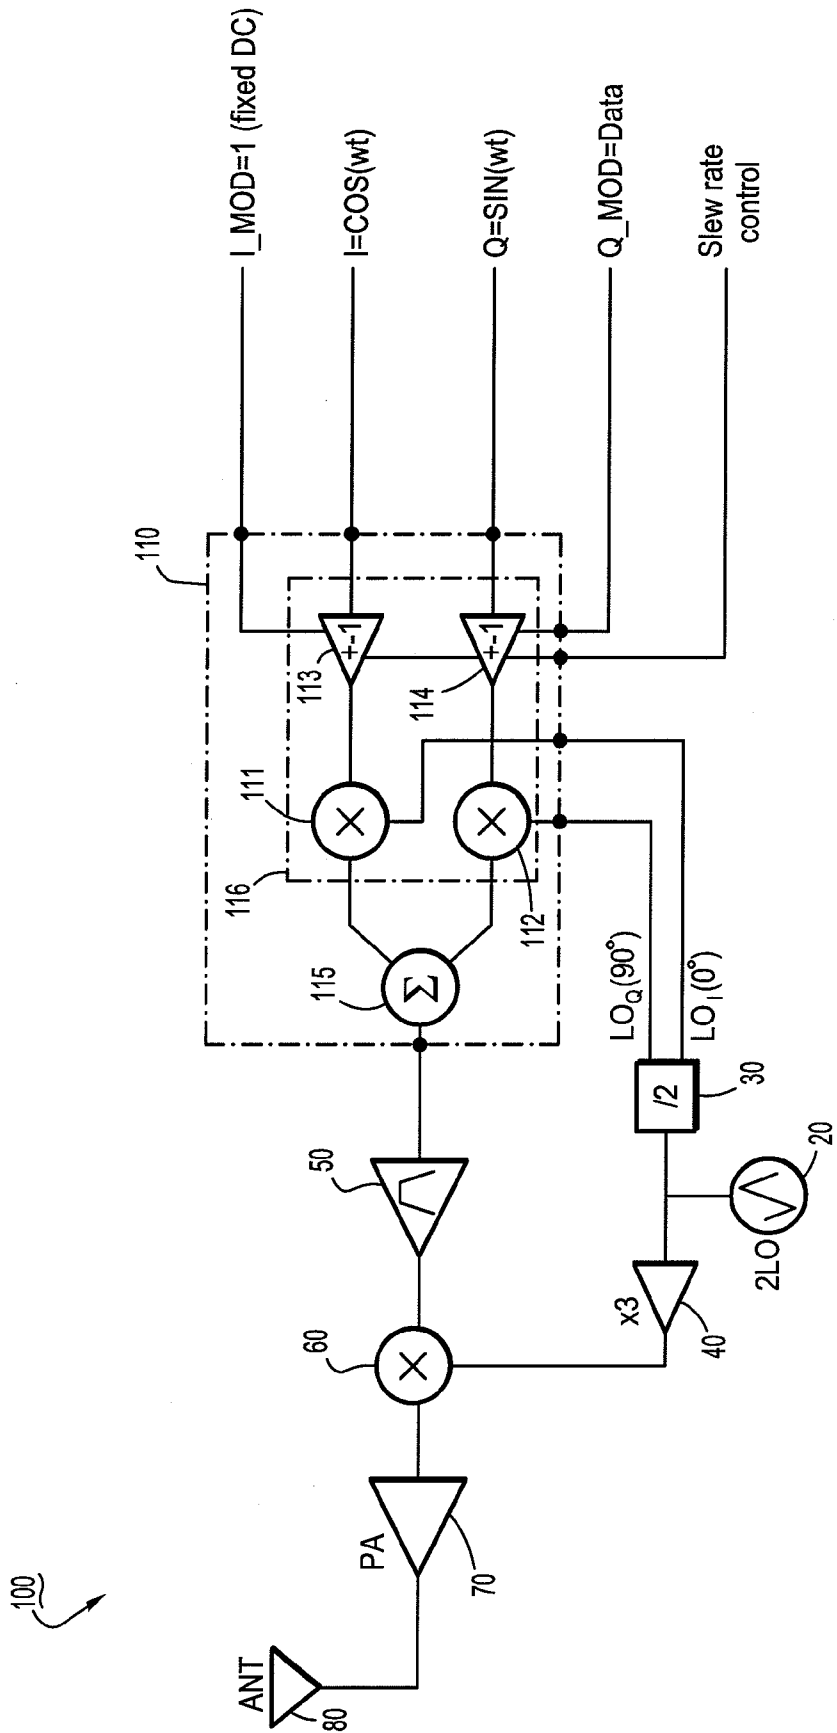 100
ANT
80
PA
70
60
50
x3
40
2LO
20
/2
30
LO_Q(90°)
LO_I(0°)
110
115
Σ
116
111
112
113
+-1
114
+-1
I_MOD=1 (fixed DC)
I=COS(wt)
Q=SIN(wt)
Q_MOD=Data
Slew rate
control